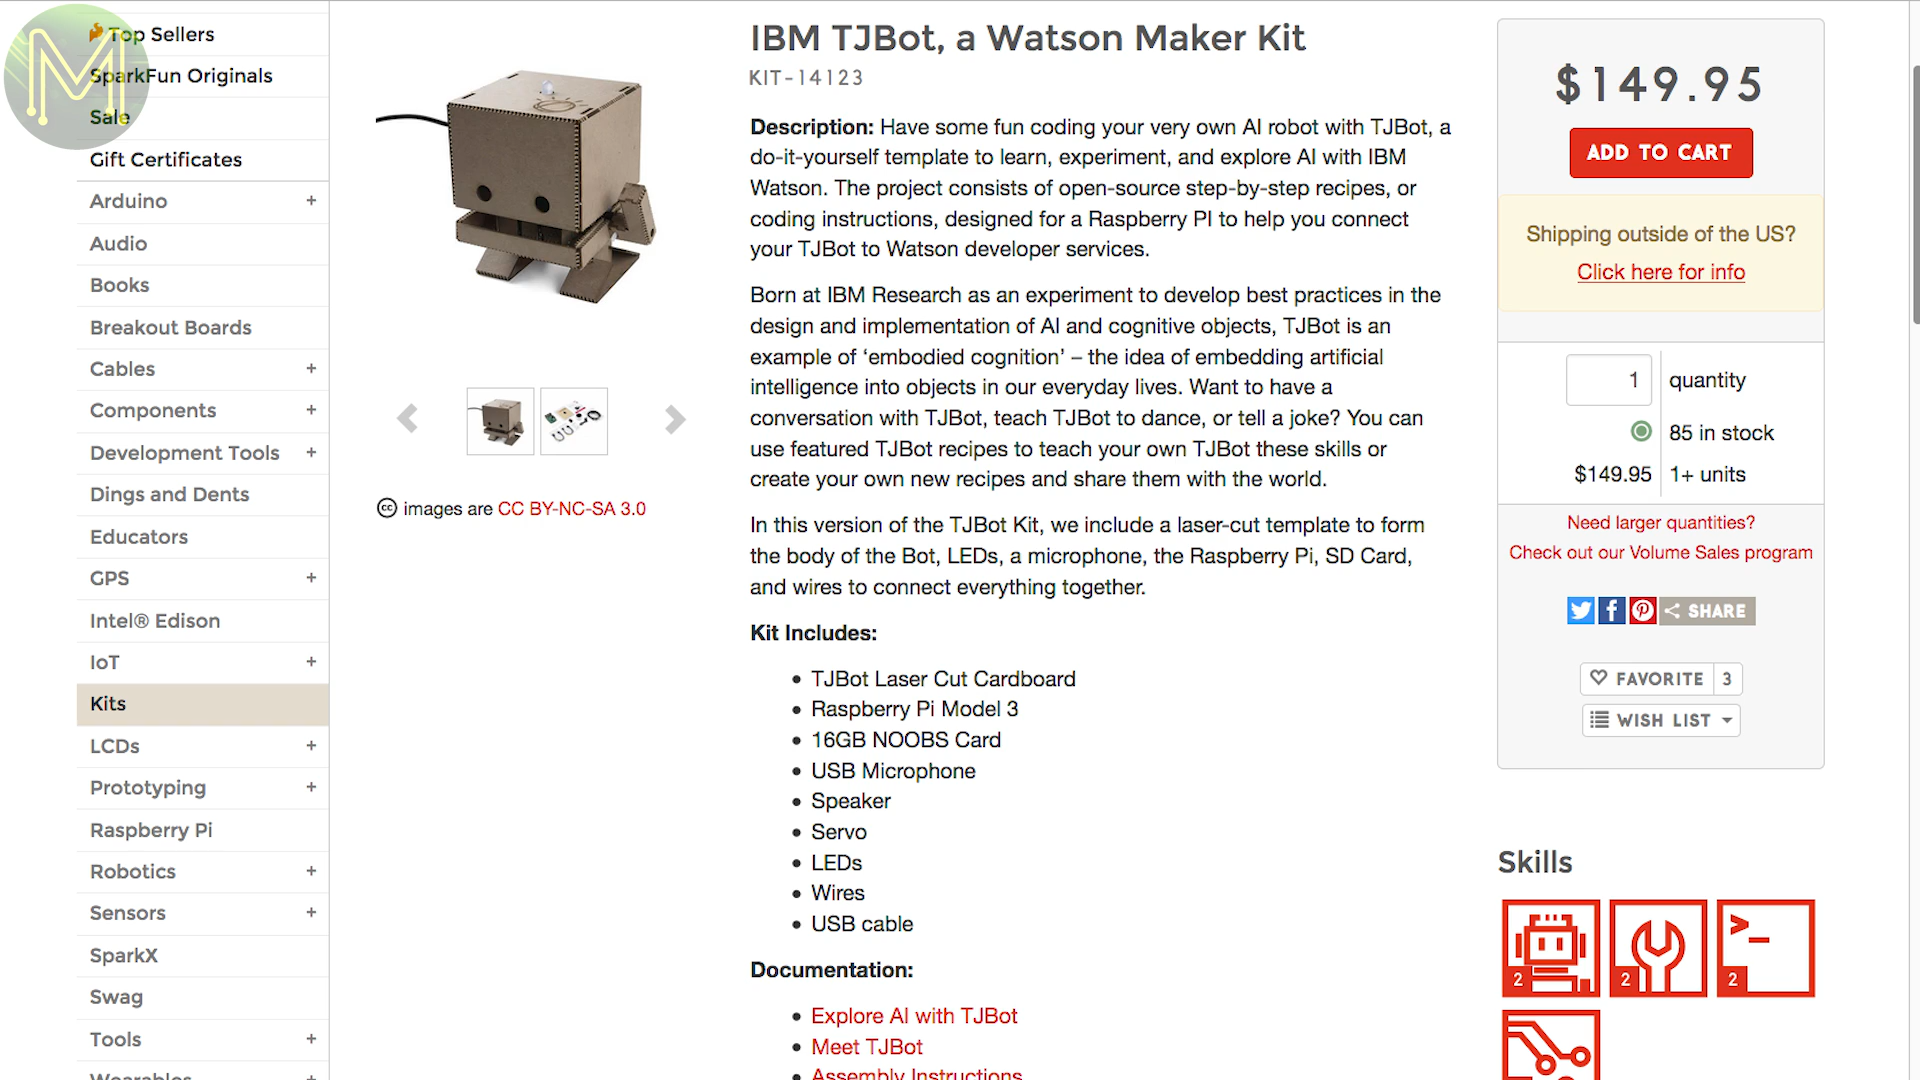 Top Sellers
SparkFun Originals
Sale
Gift Certificates
Arduino +
Audio
Books
Breakout Boards
Cables +
Components +
Development Tools +
Dings and Dents
Educators
GPS +
Intel® Edison
IoT +
Kits
LCDs +
Prototyping +
Raspberry Pi
Robotics +
Sensors +
SparkX
Swag
Tools +
Wearables +
M
cc images are CC BY-NC-SA 3.0
IBM TJBot, a Watson Maker Kit
KIT-14123
Description: Have some fun coding your very own AI robot with TJBot, a
do-it-yourself template to learn, experiment, and explore AI with IBM
Watson. The project consists of open-source step-by-step recipes, or
coding instructions, designed for a Raspberry PI to help you connect
your TJBot to Watson developer services.
Born at IBM Research as an experiment to develop best practices in the
design and implementation of AI and cognitive objects, TJBot is an
example of ‘embodied cognition’ – the idea of embedding artificial
intelligence into objects in our everyday lives. Want to have a
conversation with TJBot, teach TJBot to dance, or tell a joke? You can
use featured TJBot recipes to teach your own TJBot these skills or
create your own new recipes and share them with the world.
In this version of the TJBot Kit, we include a laser-cut template to form
the body of the Bot, LEDs, a microphone, the Raspberry Pi, SD Card,
and wires to connect everything together.
Kit Includes:
• TJBot Laser Cut Cardboard
• Raspberry Pi Model 3
• 16GB NOOBS Card
• USB Microphone
• Speaker
• Servo
• LEDs
• Wires
• USB cable
Documentation:
• Explore AI with TJBot
• Meet TJBot
• Assembly Instructions
$149.95
ADD TO CART
Shipping outside of the US?
Click here for info
1 quantity
85 in stock
$149.95 1+ units
Need larger quantities?
Check out our Volume Sales program
SHARE
FAVORITE 3
WISH LIST
Skills
2 2 >_ 2